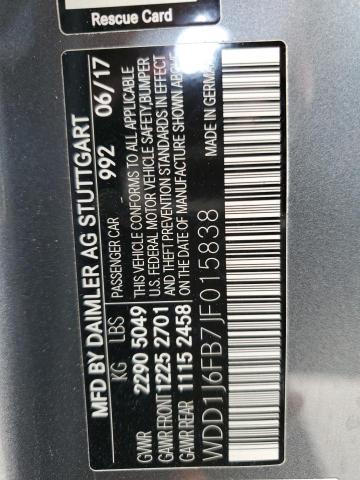 Rescue Card
MFD BY DAIMLER AG STUTTGART
992 06/17
PASSENGER CAR
KG LBS
THIS VEHICLE CONFORMS TO ALL APPLICABLE
U.S. FEDERAL MOTOR VEHICLE SAFETY,BUMPER
AND THEFT PREVENTION STANDARDS IN EFFECT
ON THE DATE OF MANUFACTURE SHOWN ABOVE
GVWR 2290 5049
GAWR FRONT 1225 2701
GAWR REAR 1115 2458
MADE IN GERMANY
WDD1J6FB7JF015838